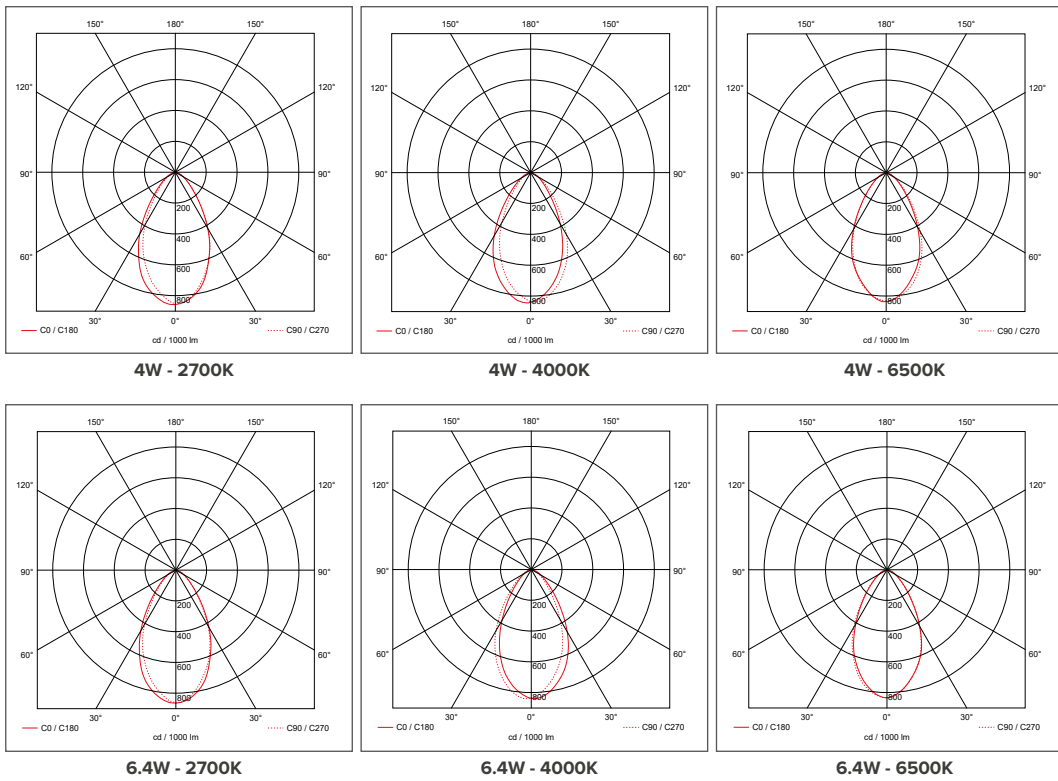 150° 180° 150°
120° 120°
90° 90°
200
400
60° 600 60°
800
30° 0° 30°
C0 / C180 C90 / C270
cd / 1000 lm
4W - 2700K
150° 180° 150°
120° 120°
90° 90°
200
400
60° 600 60°
800
30° 0° 30°
C0 / C180 C90 / C270
cd / 1000 lm
4W - 4000K
150° 180° 150°
120° 120°
90° 90°
200
400
60° 600 60°
800
30° 0° 30°
C0 / C180 C90 / C270
cd / 1000 lm
4W - 6500K
150° 180° 150°
120° 120°
90° 90°
200
400
60° 600 60°
800
30° 0° 30°
C0 / C180 C90 / C270
cd / 1000 lm
6.4W - 2700K
150° 180° 150°
120° 120°
90° 90°
200
400
60° 600 60°
800
30° 0° 30°
C0 / C180 C90 / C270
cd / 1000 lm
6.4W - 4000K
150° 180° 150°
120° 120°
90° 90°
200
400
60° 600 60°
800
30° 0° 30°
C0 / C180 C90 / C270
cd / 1000 lm
6.4W - 6500K